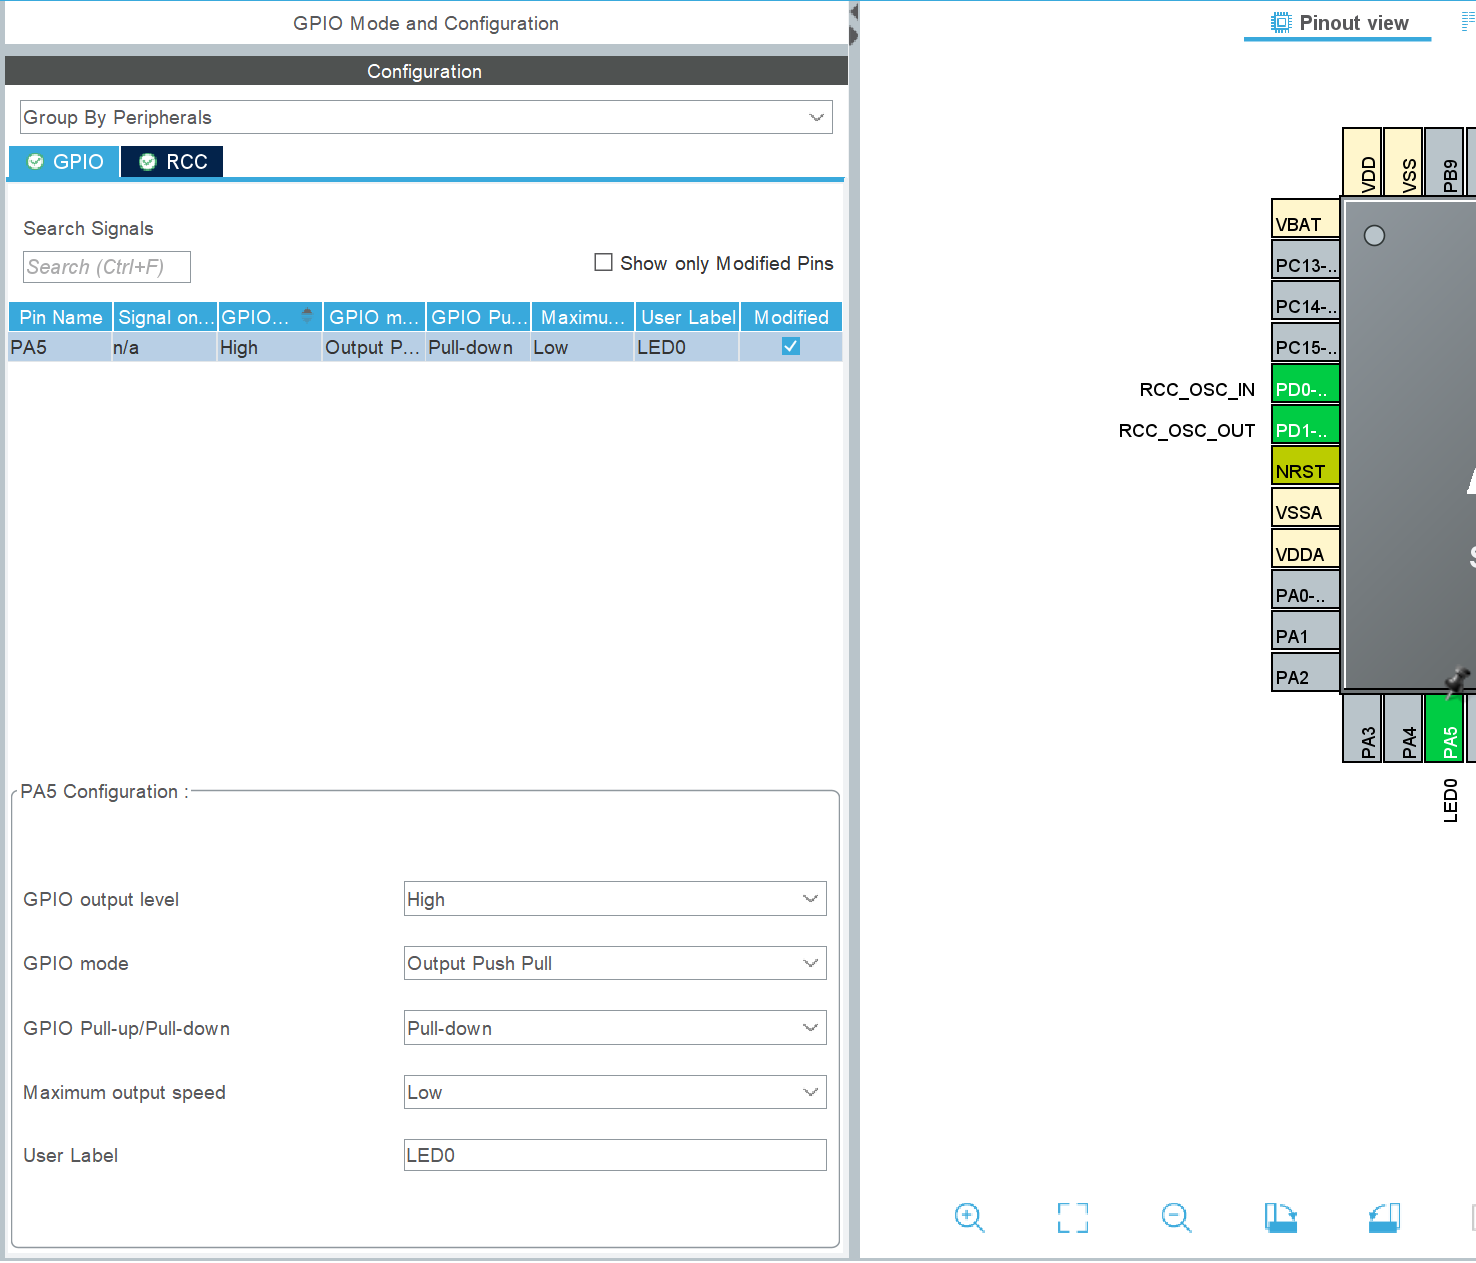 GPIO Mode and Configuration
Configuration
Group By Peripherals
GPIO
RCC
Search Signals
Search (Ctrl+F)
Show only Modified Pins
Pin Name Signal on... GPIO... GPIO m... GPIO Pu... Maximu... User Label Modified
PA5 n/a High Output P... Pull-down Low LED0
PA5 Configuration :
GPIO output level High
GPIO mode Output Push Pull
GPIO Pull-up/Pull-down Pull-down
Maximum output speed Low
User Label LED0
Pinout view
VDD
VSS
PB9
VBAT
PC13-..
PC14-..
PC15-..
RCC_OSC_IN PD0-..
RCC_OSC_OUT PD1-..
NRST
VSSA
VDDA
PA0-..
PA1
PA2
PA3
PA4
PA5
LED0